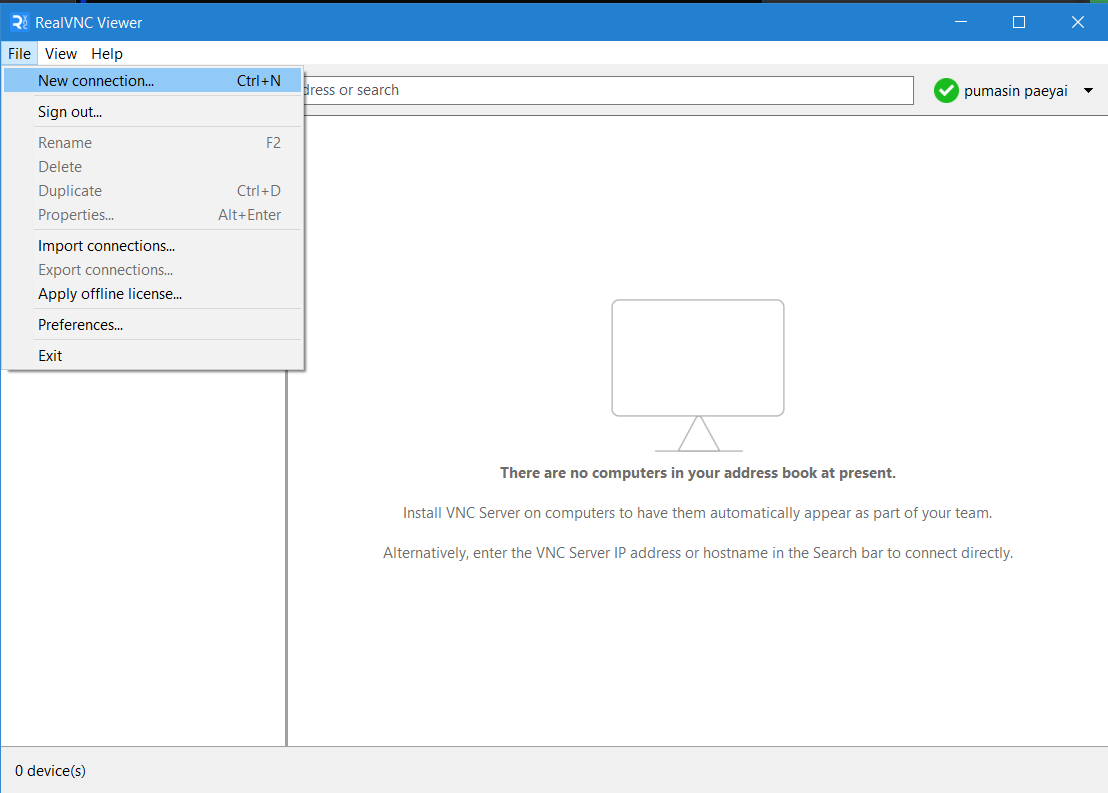 RealVNC Viewer
File View Help
New connection... Ctrl+N
dress or search
pumasin paeyai
Sign out...
Rename F2
Delete
Duplicate Ctrl+D
Properties... Alt+Enter
Import connections...
Export connections...
Apply offline license...
Preferences...
Exit
There are no computers in your address book at present.
Install VNC Server on computers to have them automatically appear as part of your team.
Alternatively, enter the VNC Server IP address or hostname in the Search bar to connect directly.
0 device(s)